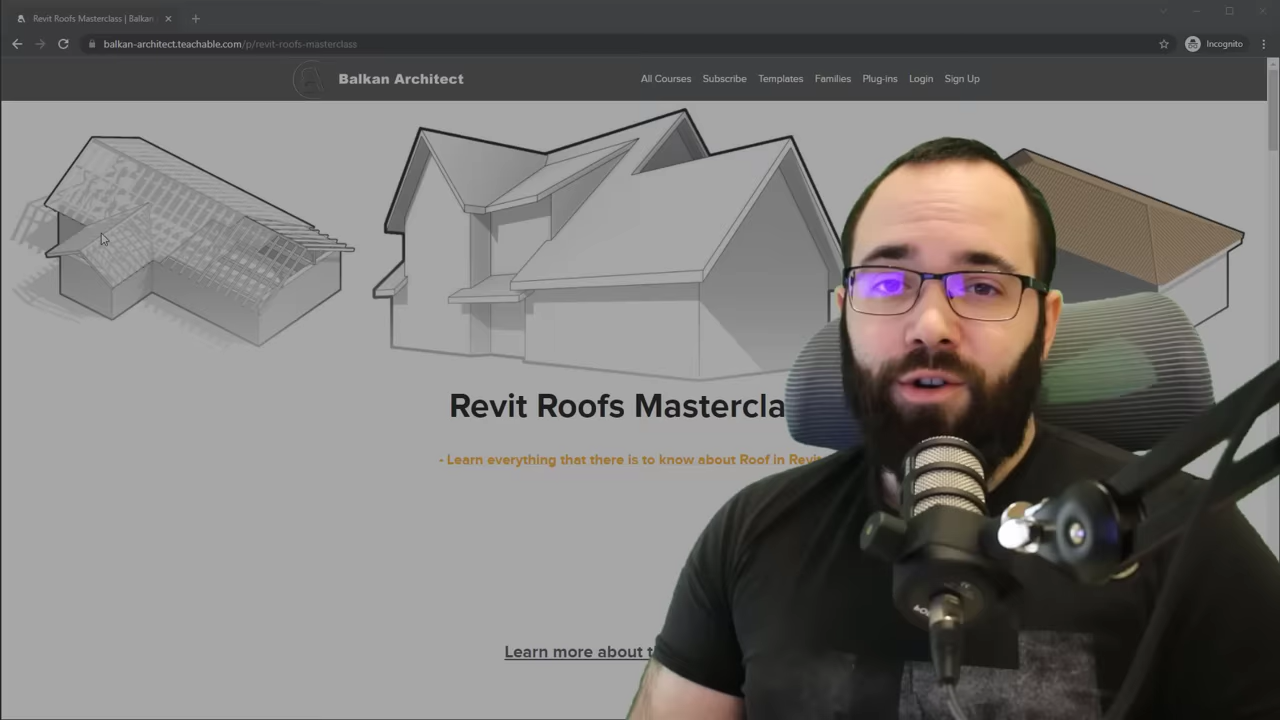 Revit Roofs Masterclass | Balkan
balkan-architect.teachable.com/p/revit-roofs-masterclass
Incognito
Balkan Architect
All Courses Subscribe Templates Families Plug-ins Login Sign Up
Revit Roofs Mastercla
- Learn everything that there is to know about Roof in Revit
Learn more about t